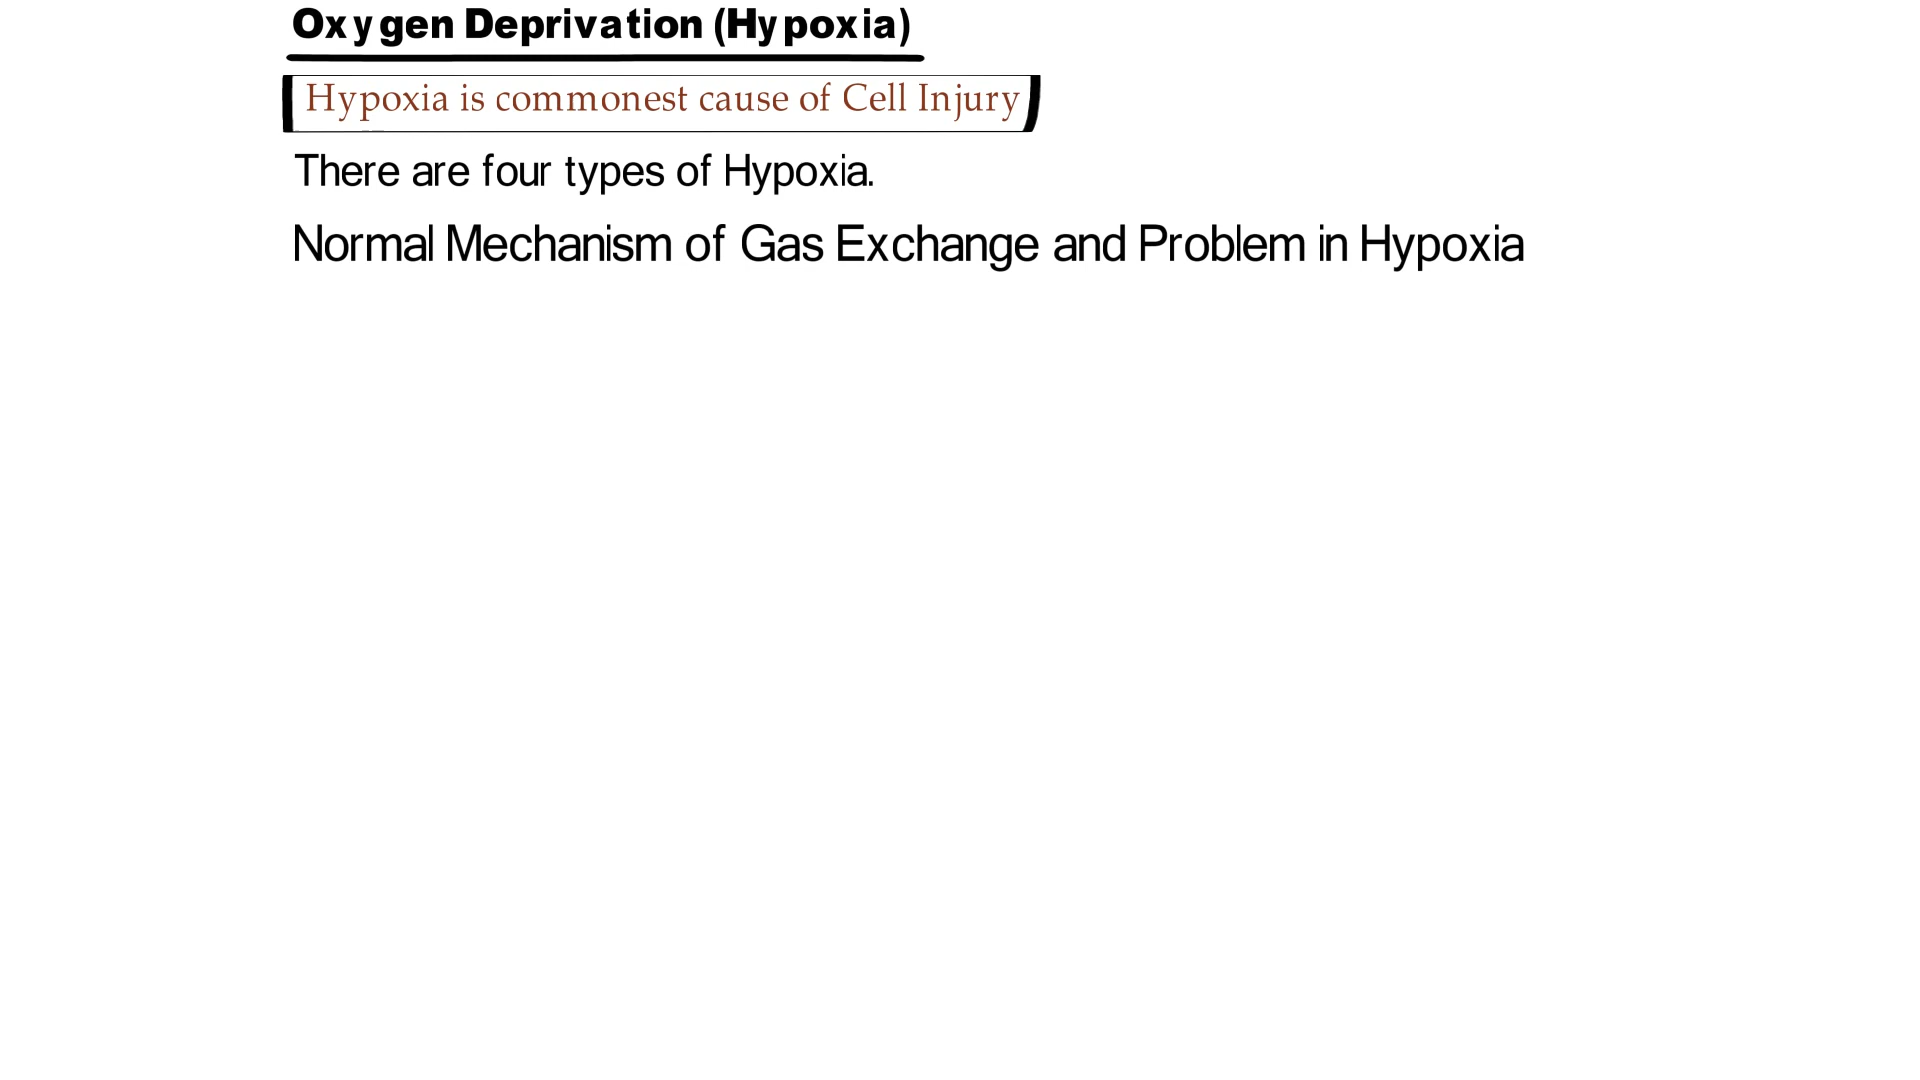 Oxygen Deprivation (Hypoxia)
Hypoxia is commonest cause of Cell Injury
There are four types of Hypoxia.
Normal Mechanism of Gas Exchange and Problem in Hypoxia